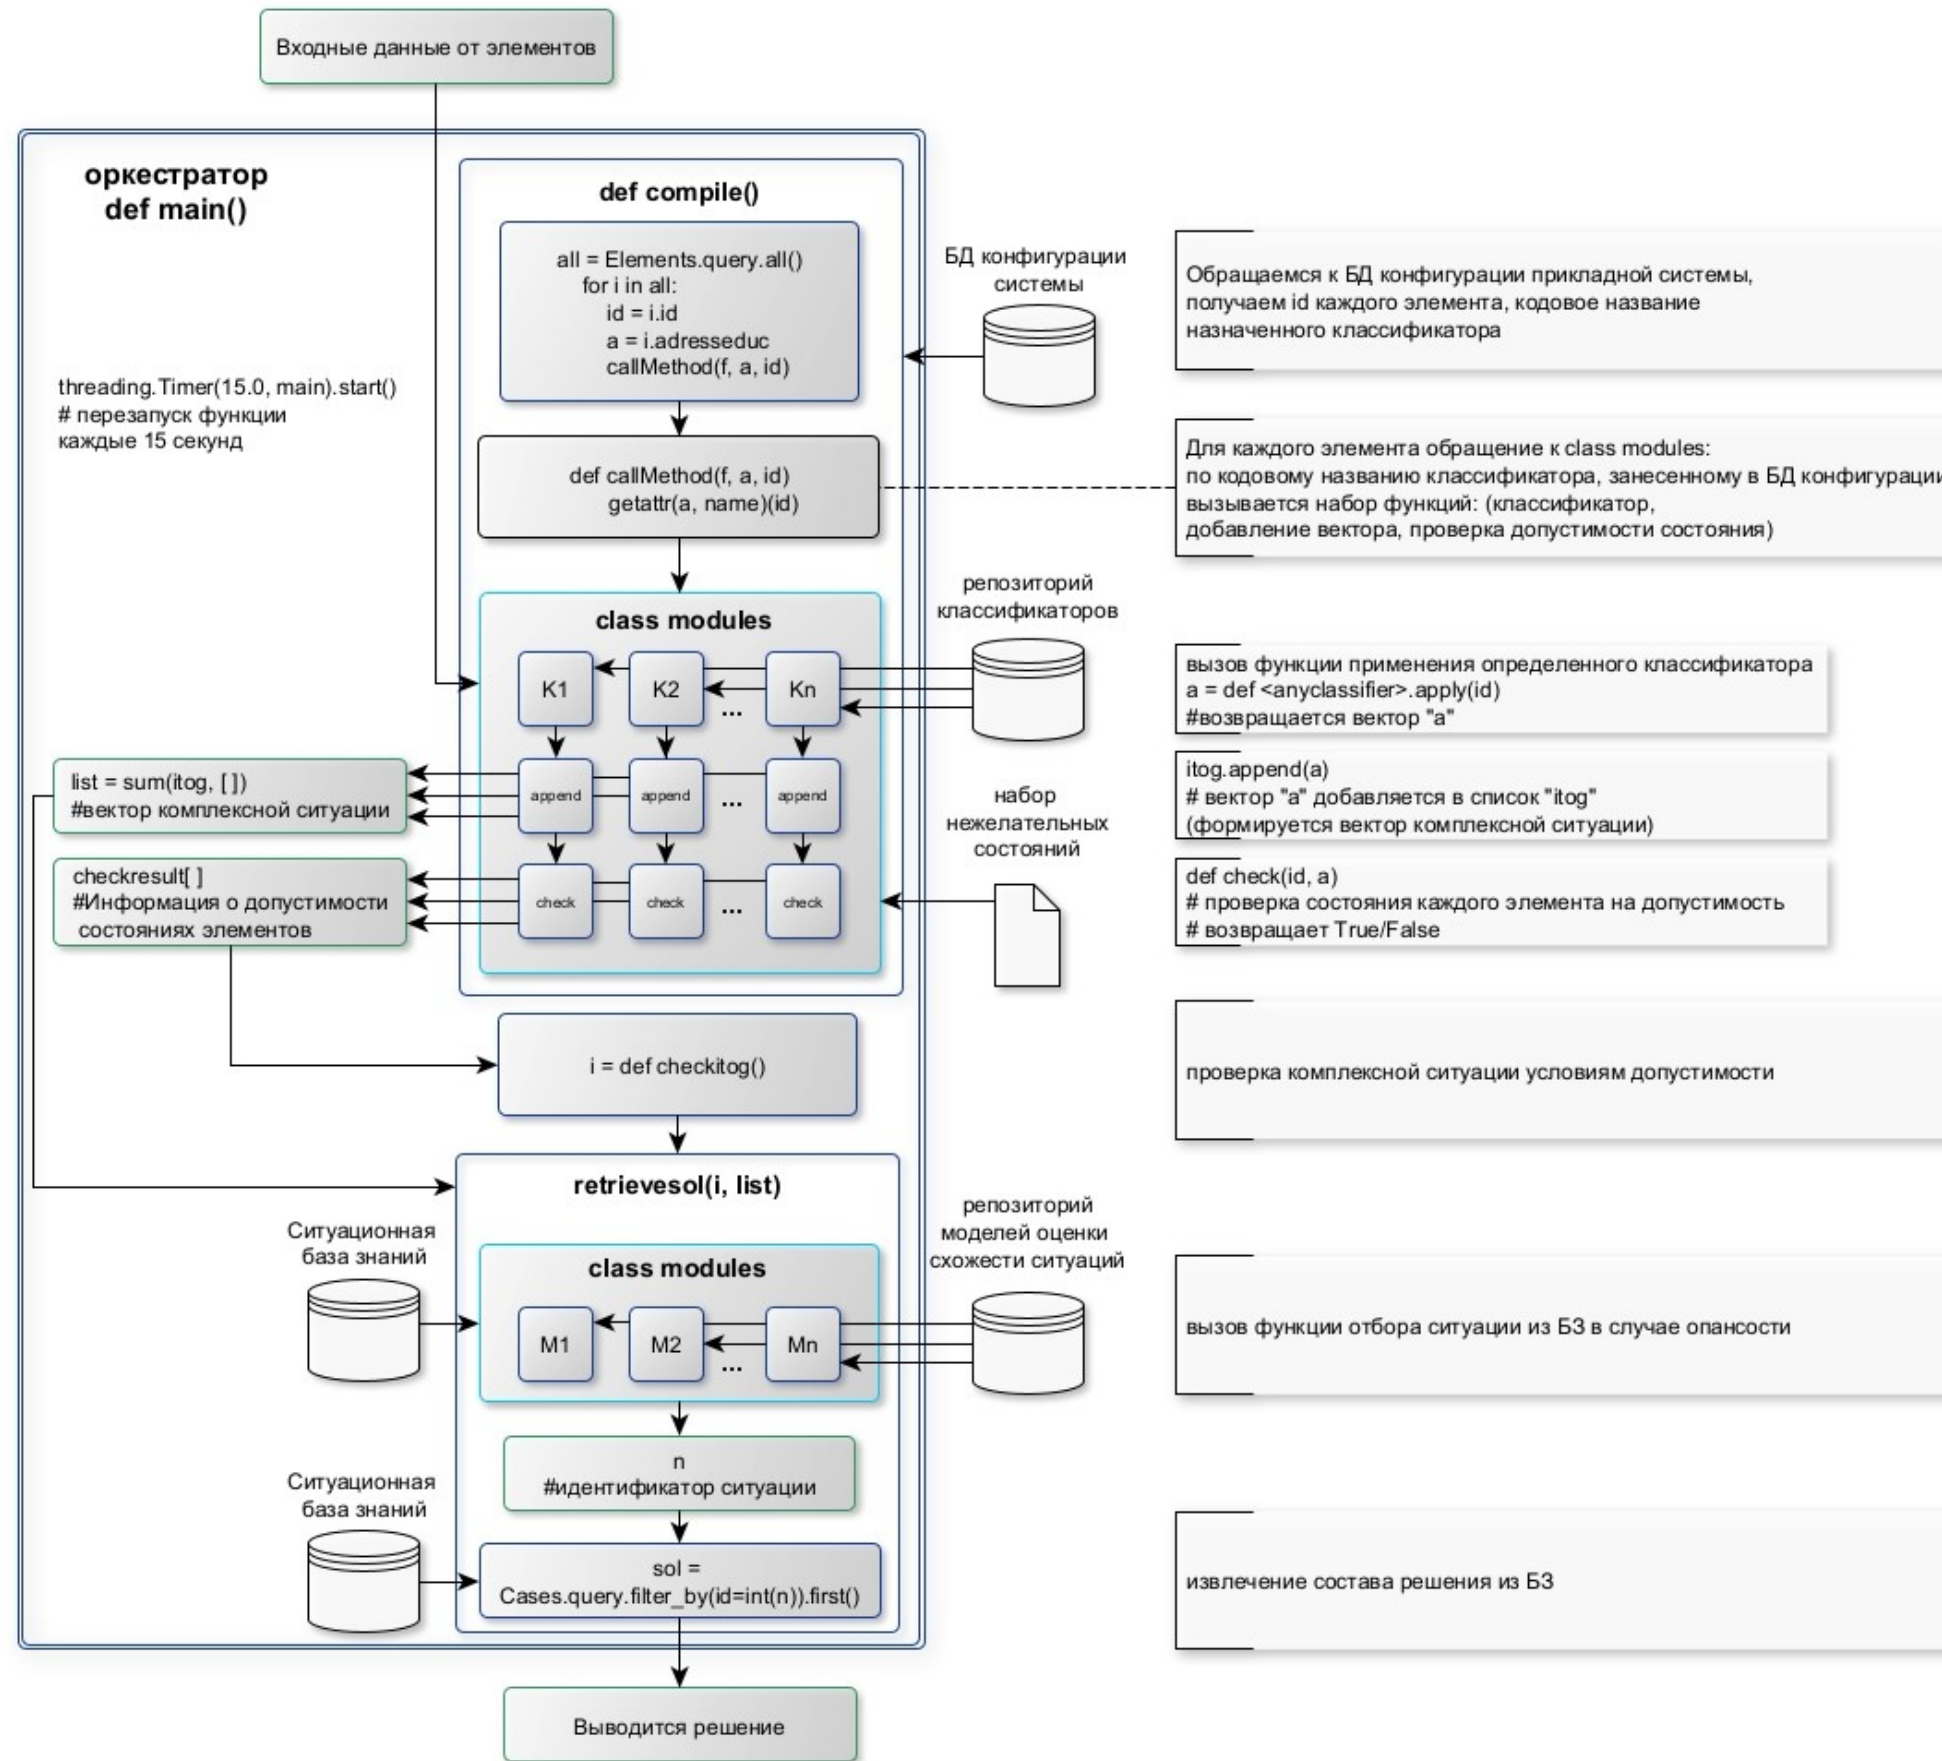 Входные данные от элементов
оркестратор
def main()
threading.Timer(15.0, main).start()
# перезапуск функции
каждые 15 секунд
def compile()
all = Elements.query.all()
for i in all:
id = i.id
a = i.adresseduc
callMethod(f, a, id)
БД конфигурации
системы
Обращаемся к БД конфигурации прикладной системы,
получаем id каждого элемента, кодовое название
назначенного классификатора
def callMethod(f, a, id)
getattr(a, name)(id)
Для каждого элемента обращение к class modules:
по кодовому названию классификатора, занесенному в БД конфигурации
вызывается набор функций: (классификатор,
добавление вектора, проверка допустимости состояния)
class modules
K1
K2
...
Kn
репозиторий
классификаторов
вызов функции применения определенного классификатора
a = def <anyclassifier>.apply(id)
#возвращается вектор "a"
list = sum(itog, [ ])
#вектор комплексной ситуации
append
append
...
append
itog.append(a)
# вектор "a" добавляется в список "itog"
(формируется вектор комплексной ситуации)
checkresult[ ]
#Информация о допустимости
состояниях элементов
check
check
...
check
набор
нежелательных
состояний
def check(id, a)
# проверка состояния каждого элемента на допустимость
# возвращает True/False
i = def checkitog()
проверка комплексной ситуации условиям допустимости
retrievesol(i, list)
Ситуационная
база знаний
class modules
M1
M2
...
Mn
репозиторий
моделей оценки
схожести ситуаций
вызов функции отбора ситуации из БЗ в случае опансости
n
#идентификатор ситуации
Ситуационная
база знаний
sol =
Cases.query.filter_by(id=int(n)).first()
извлечение состава решения из БЗ
Выводится решение